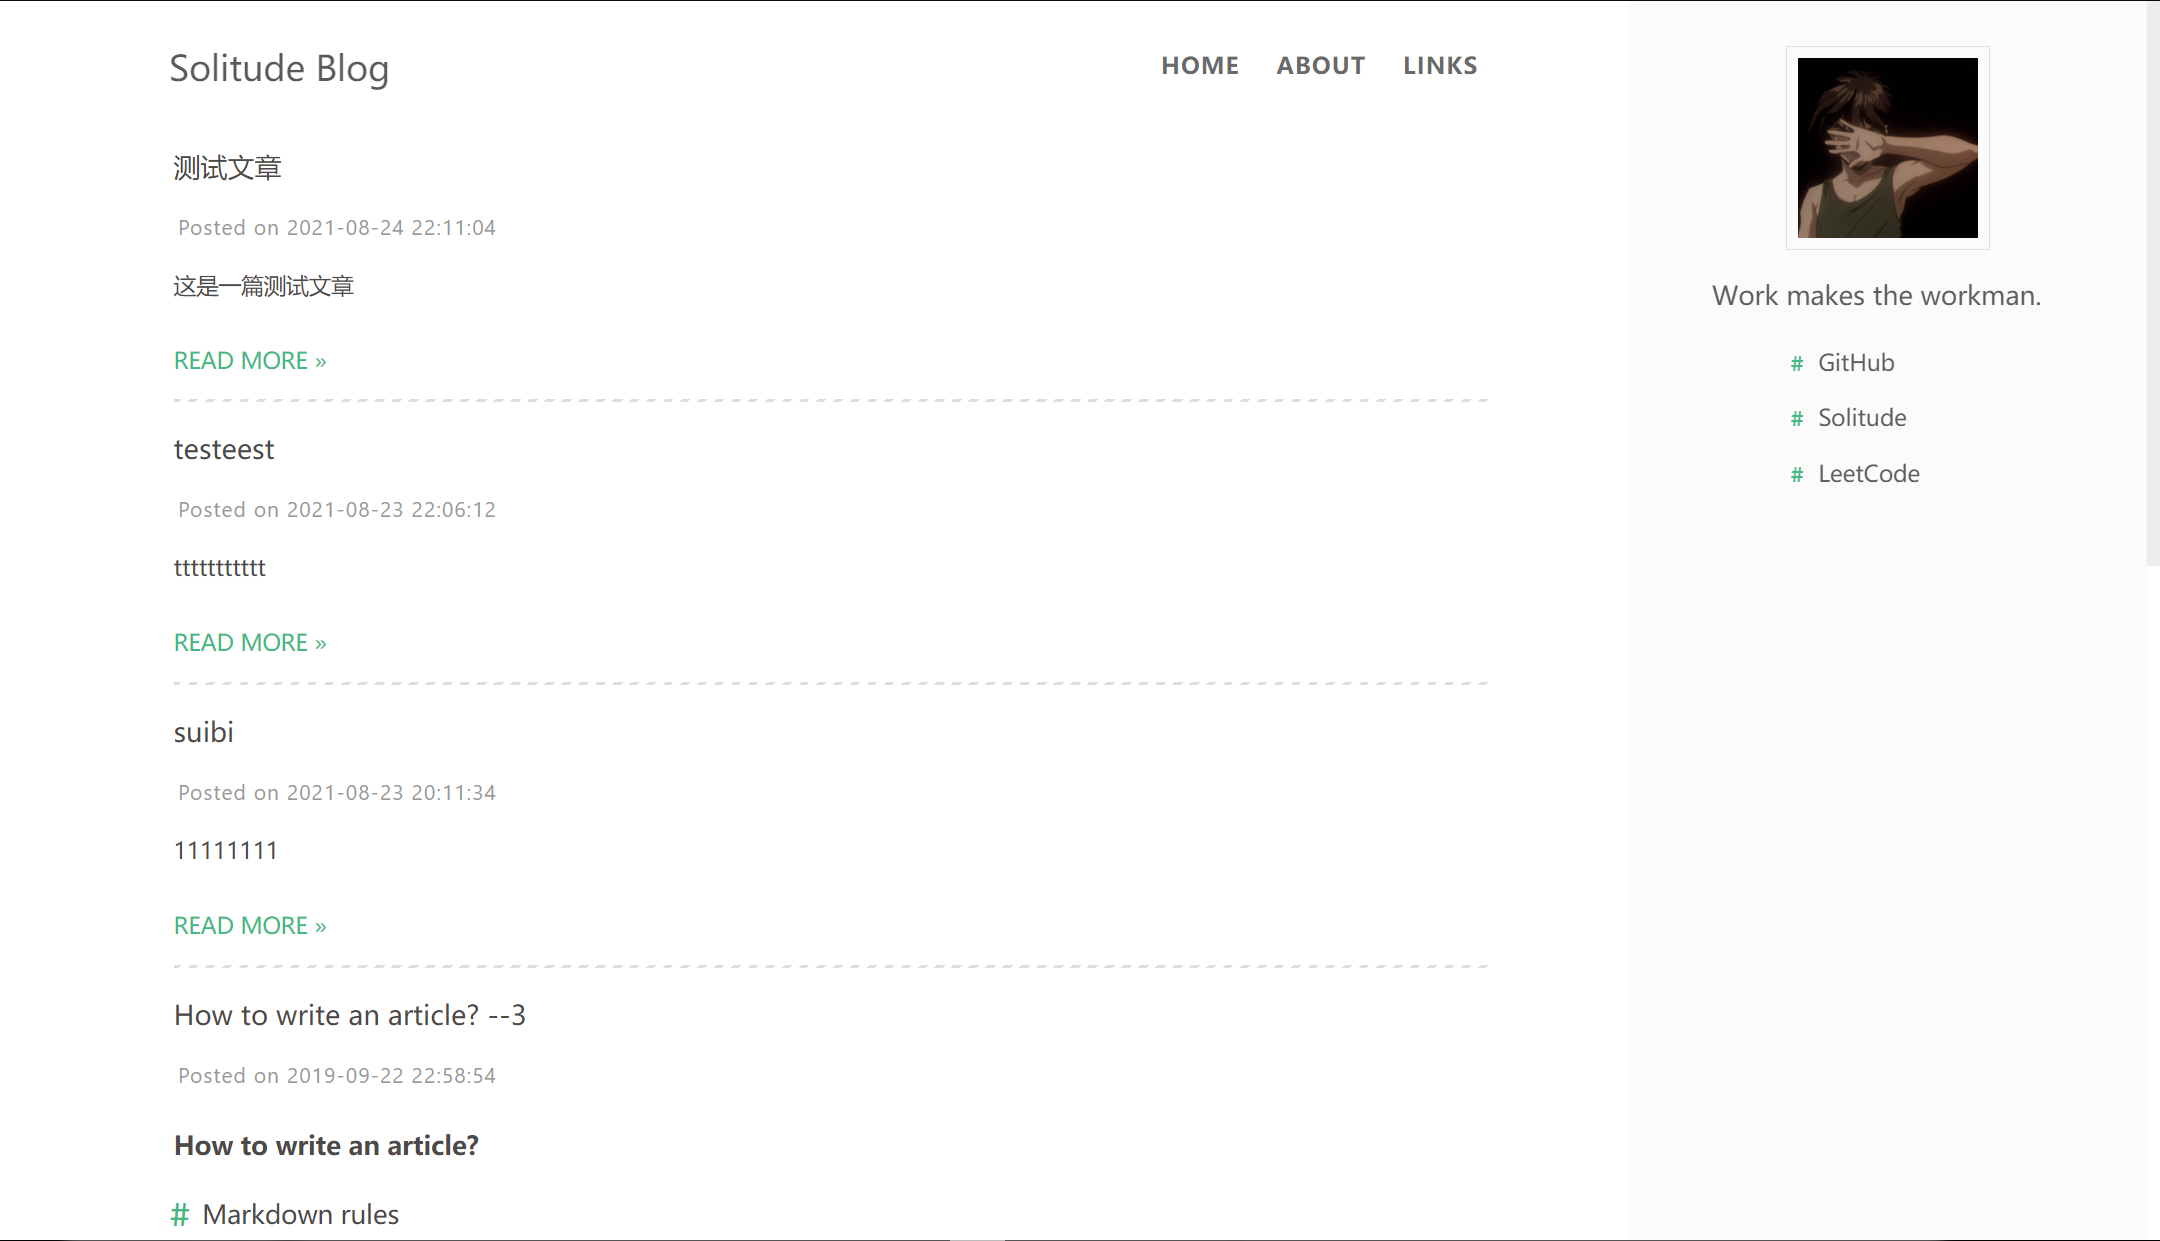 Solitude Blog
HOME ABOUT LINKS
测试文章
Posted on 2021-08-24 22:11:04
这是一篇测试文章
READ MORE »
testeest
Posted on 2021-08-23 22:06:12
ttttttttttt
READ MORE »
suibi
Posted on 2021-08-23 20:11:34
11111111
READ MORE »
How to write an article? --3
Posted on 2019-09-22 22:58:54
How to write an article?
# Markdown rules
Work makes the workman.
# GitHub
# Solitude
# LeetCode